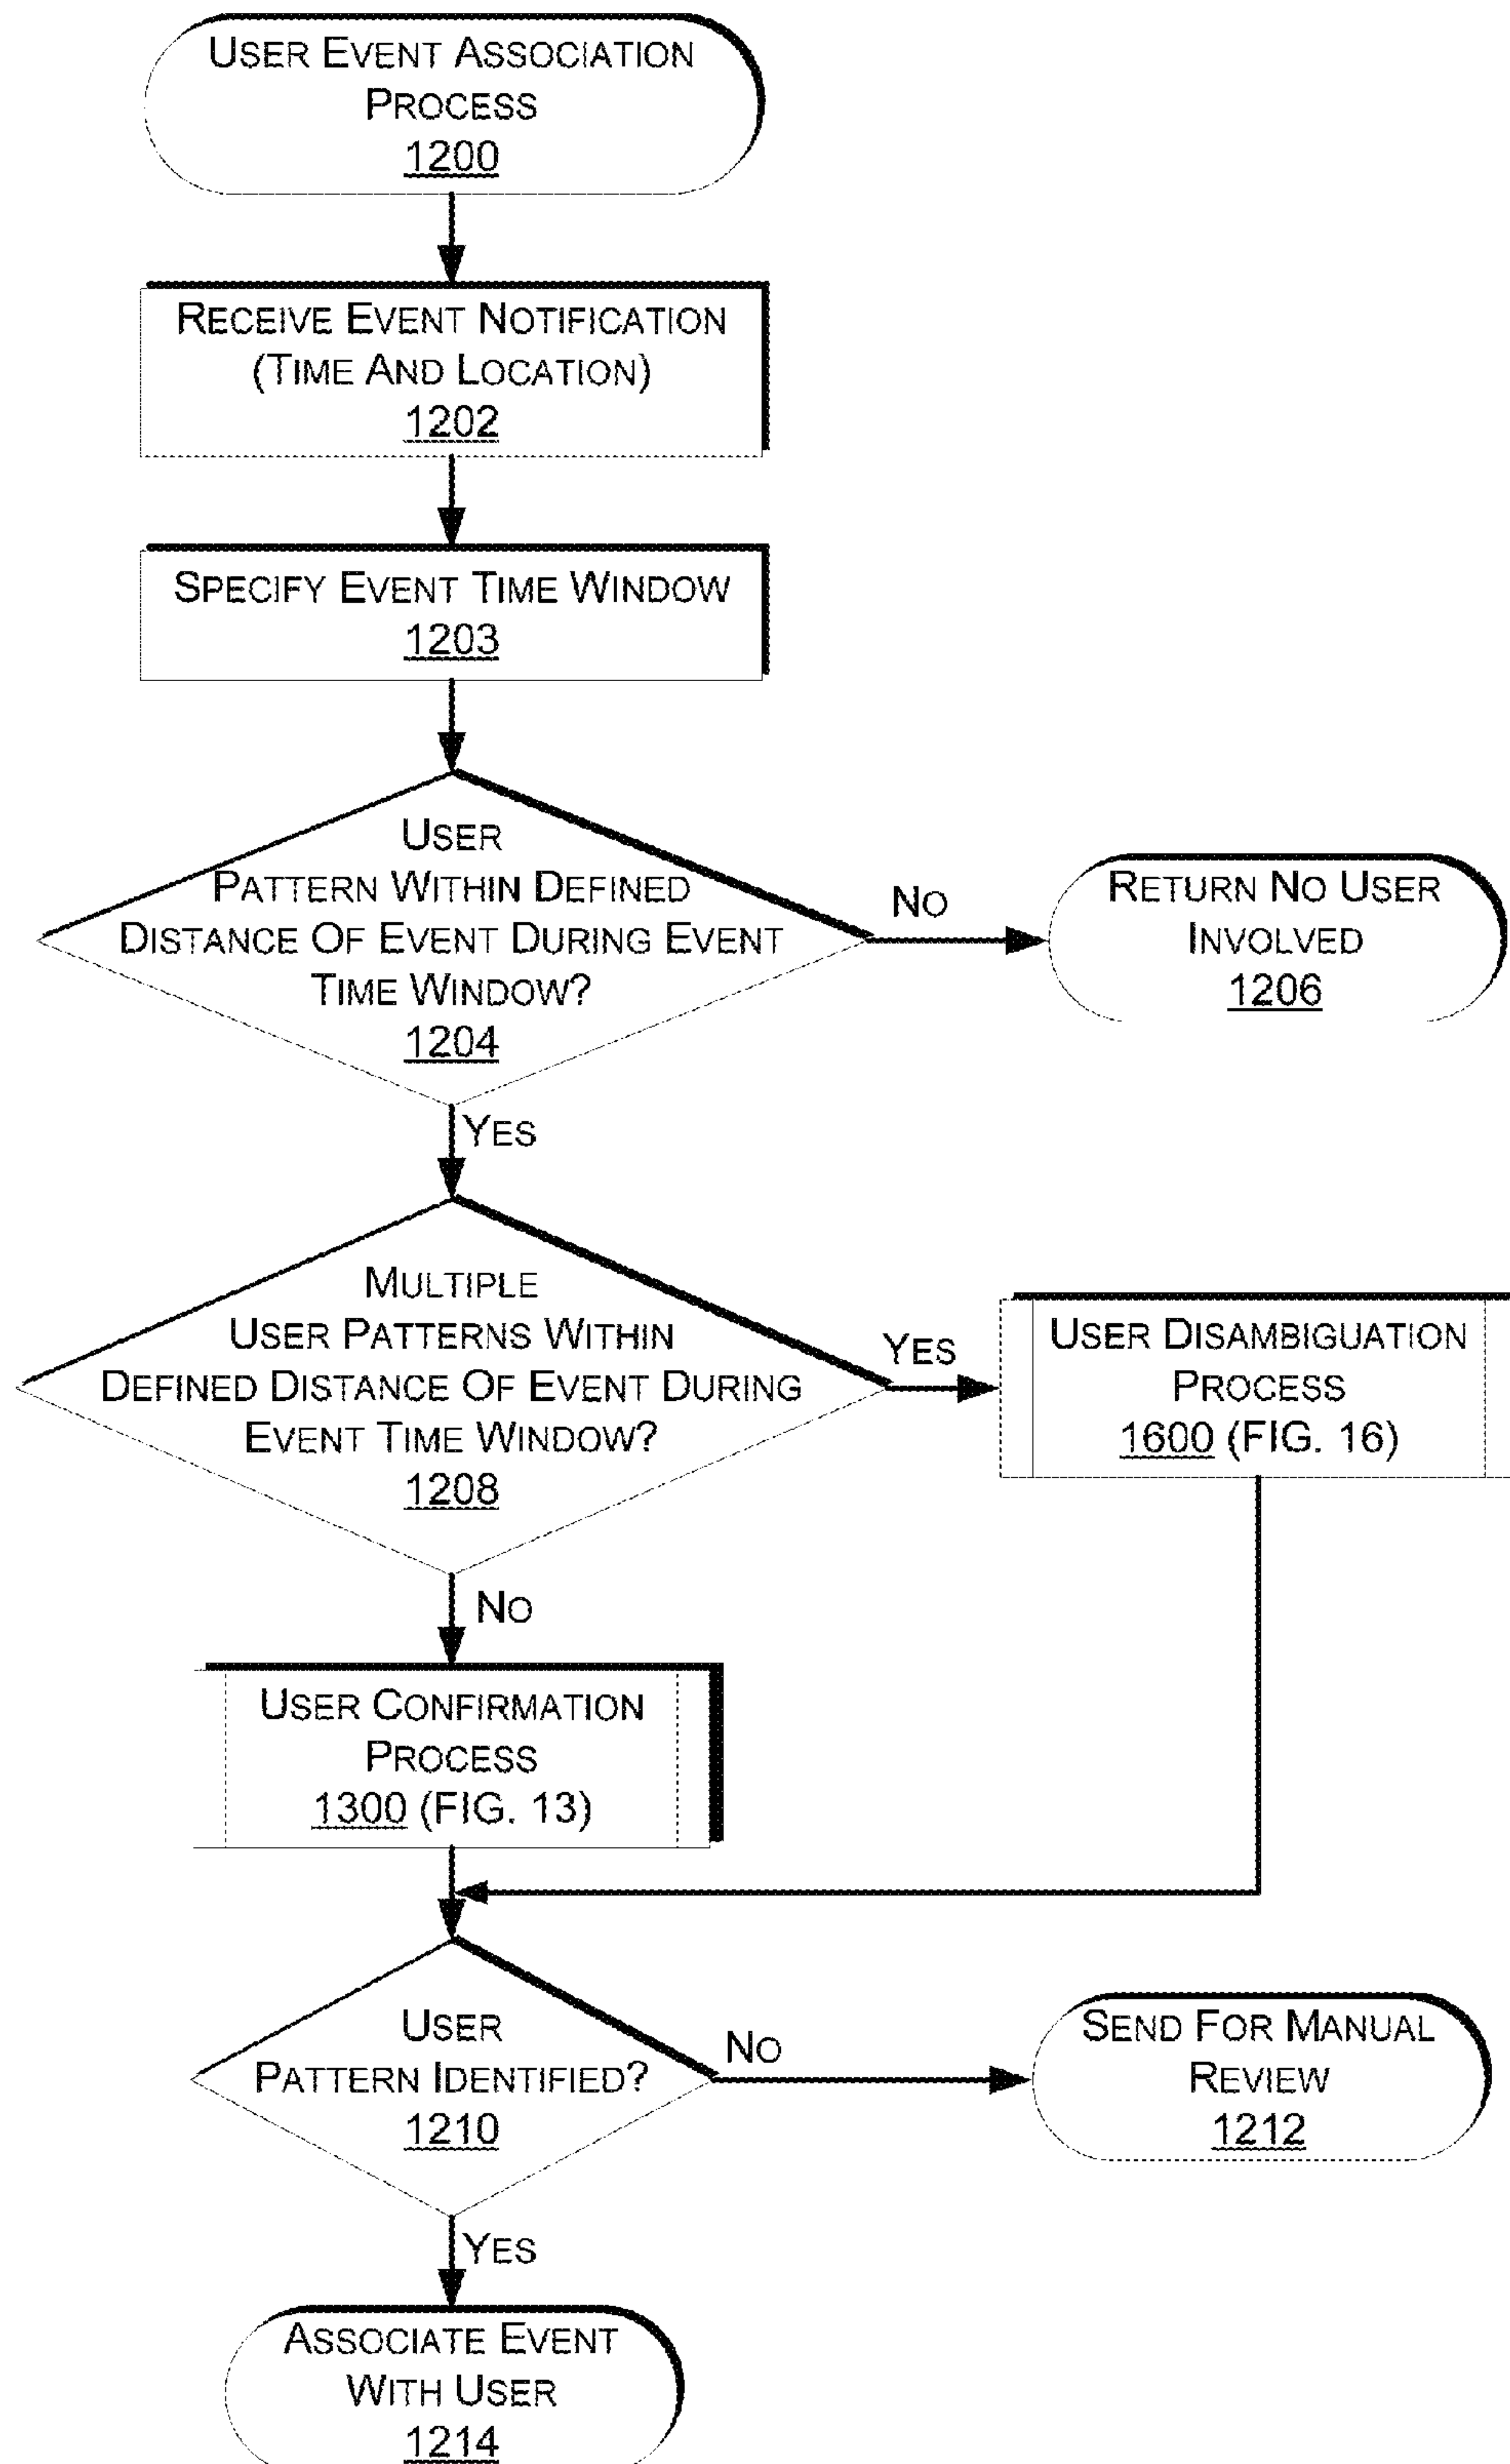 USER EVENT ASSOCIATION
PROCESS
1200
RECEIVE EVENT NOTIFICATION
(TIME AND LOCATION)
1202
SPECIFY EVENT TIME WINDOW
1203
USER
PATTERN WITHIN DEFINED
DISTANCE OF EVENT DURING EVENT
TIME WINDOW?
1204
NO
RETURN NO USER
INVOLVED
1206
YES
MULTIPLE
USER PATTERNS WITHIN
DEFINED DISTANCE OF EVENT DURING
EVENT TIME WINDOW?
1208
YES
USER DISAMBIGUATION
PROCESS
1600 (FIG. 16)
NO
USER CONFIRMATION
PROCESS
1300 (FIG. 13)
USER
PATTERN IDENTIFIED?
1210
NO
SEND FOR MANUAL
REVIEW
1212
YES
ASSOCIATE EVENT
WITH USER
1214